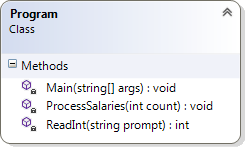 Program
Class
Methods
Main(string[] args) : void
ProcessSalaries(int count) : void
ReadInt(string prompt) : int